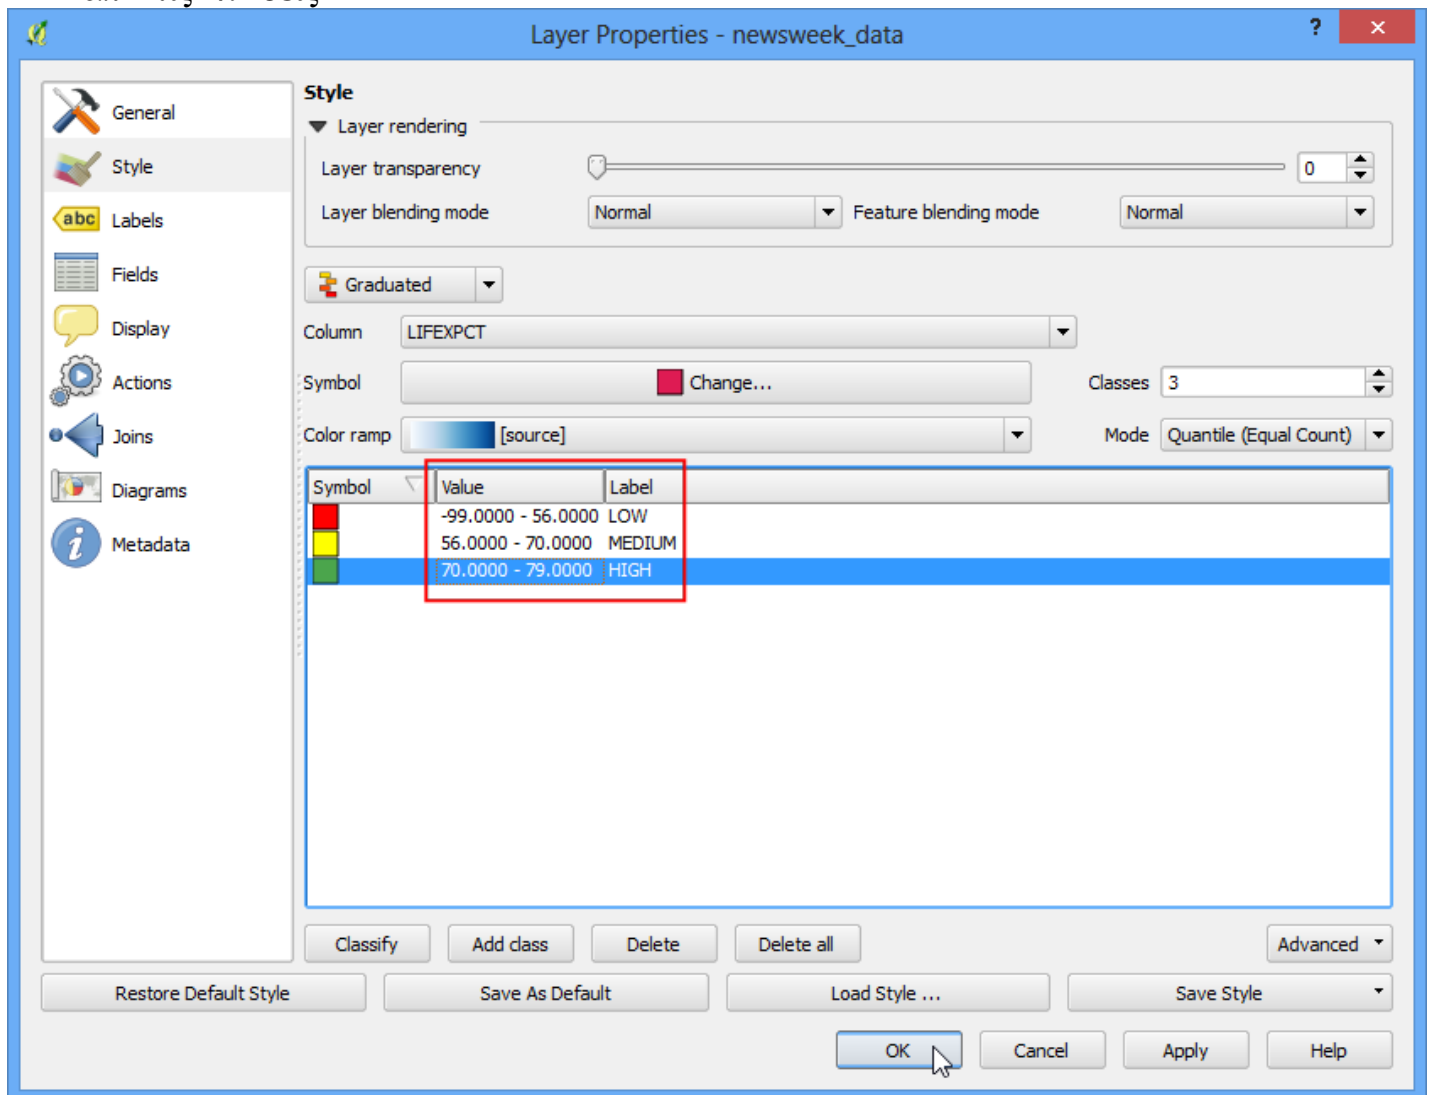 Layer Properties - newsweek_data
?
General
Style
abc Labels
Fields
Display
Actions
Joins
Diagrams
Metadata
Style
Layer rendering
Layer transparency 0
Layer blending mode Normal Feature blending mode Normal
Graduated
Column LIFEXPCT
Symbol Change... Classes 3
Color ramp [source] Mode Quantile (Equal Count)
Symbol Value Label
-99.0000 - 56.0000 LOW
56.0000 - 70.0000 MEDIUM
70.0000 - 79.0000 HIGH
Classify Add class Delete Delete all Advanced
Restore Default Style Save As Default Load Style ... Save Style
OK Cancel Apply Help